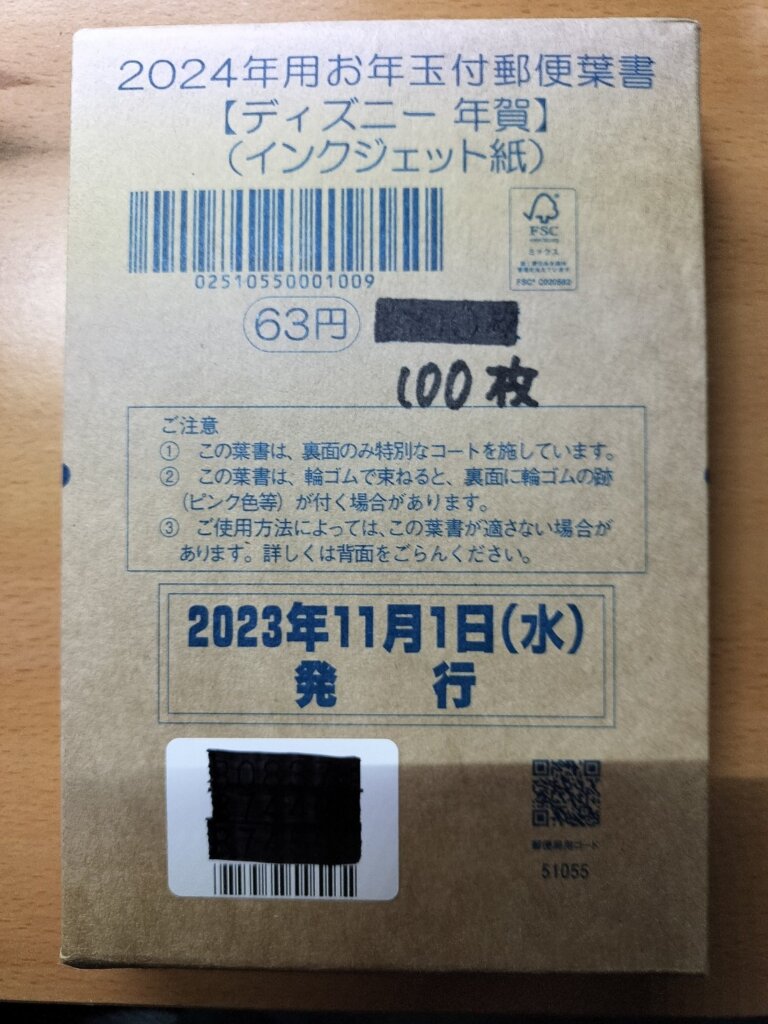 2024年用お年玉付郵便葉書
【ディズニー 年賀】
（インクジェット紙）
02510550001009
FSC
ミックス
63円
100枚
ご注意
① この葉書は、裏面のみ特別なコートを施しています。
② この葉書は、輪ゴムで束ねると、裏面に輪ゴムの跡
（ピンク色等）が付く場合があります。
③ ご使用方法によっては、この葉書が適さない場合が
あります。詳しくは背面をごらんください。
2023年11月1日（水）
発 行
51055